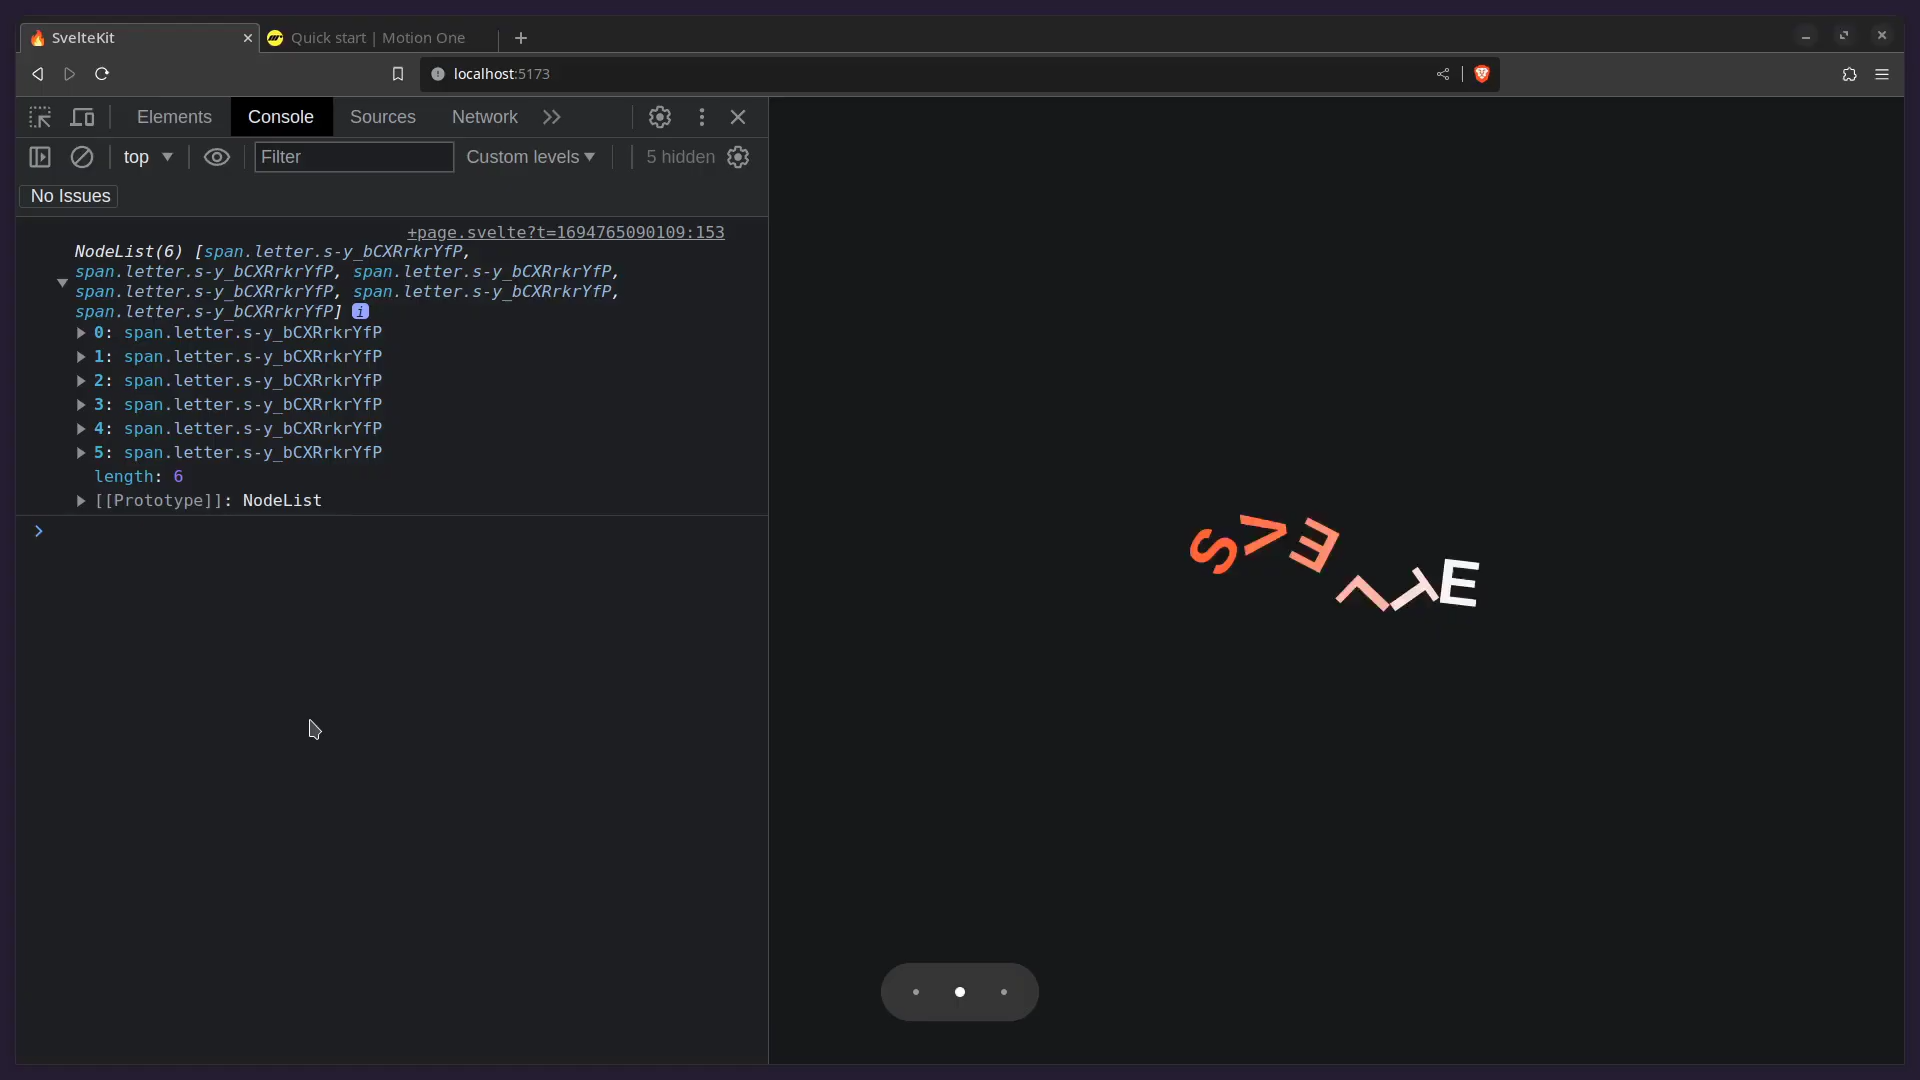 SvelteKit
Quick start | Motion One
localhost:5173
Elements Console Sources Network
top Filter Custom levels 5 hidden
No Issues
+page.svelte?t=1694765090109:153
NodeList(6) [span.letter.s-y_bCXRrkrYfP,
span.letter.s-y_bCXRrkrYfP, span.letter.s-y_bCXRrkrYfP,
span.letter.s-y_bCXRrkrYfP, span.letter.s-y_bCXRrkrYfP,
span.letter.s-y_bCXRrkrYfP] i
0: span.letter.s-y_bCXRrkrYfP
1: span.letter.s-y_bCXRrkrYfP
2: span.letter.s-y_bCXRrkrYfP
3: span.letter.s-y_bCXRrkrYfP
4: span.letter.s-y_bCXRrkrYfP
5: span.letter.s-y_bCXRrkrYfP
length: 6
[[Prototype]]: NodeList
SVELTE